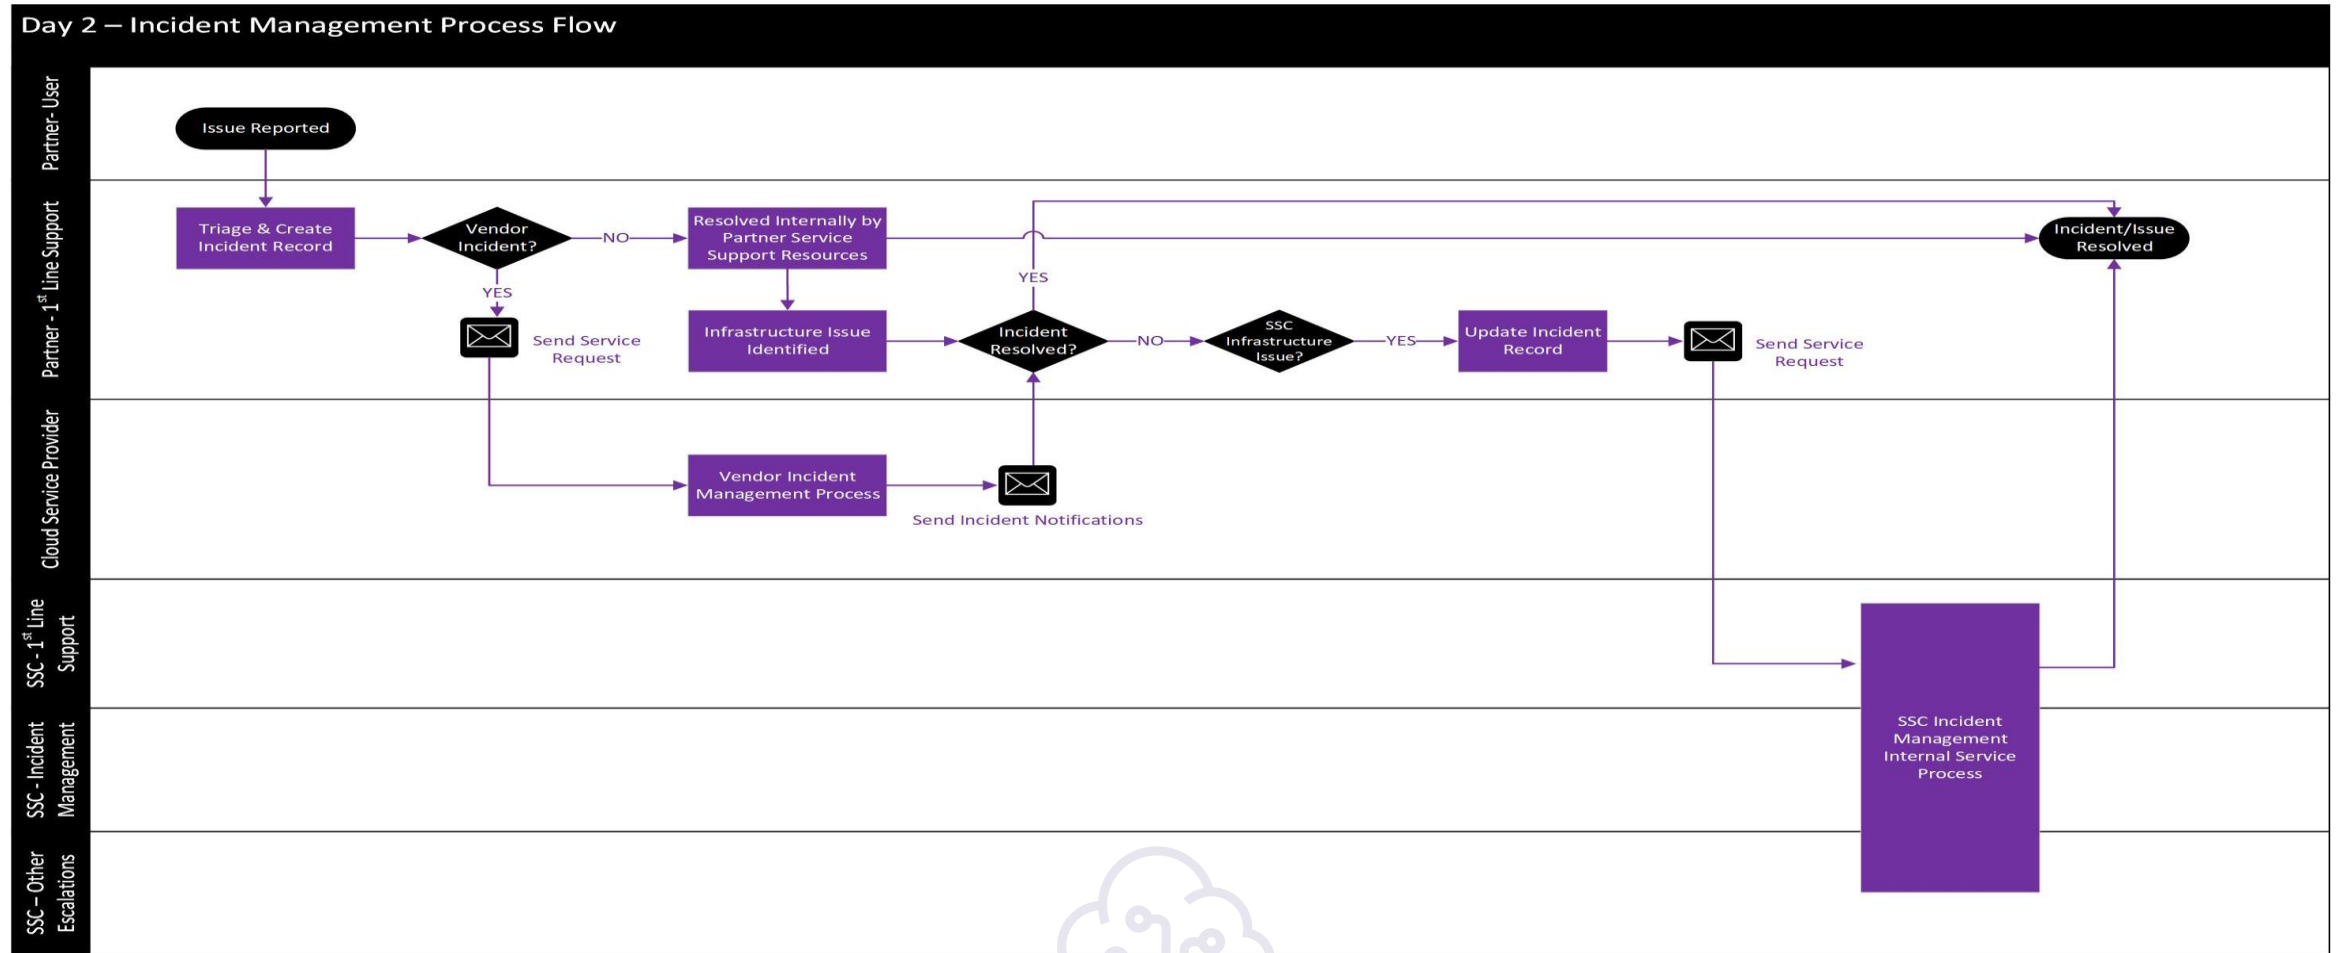 Day 2 – Incident Management Process Flow
Partner- User
Issue Reported
Partner - 1st Line Support
Triage & Create
Incident Record
Vendor
Incident?
NO
YES
Send Service
Request
Resolved Internally by
Partner Service
Support Resources
Infrastructure Issue
Identified
YES
Incident
Resolved?
NO
SSC
Infrastructure
Issue?
YES
Update Incident
Record
Send Service
Request
Incident/Issue
Resolved
Cloud Service Provider
Vendor Incident
Management Process
Send Incident Notifications
SSC - 1st Line
Support
SSC - Incident
Management
SSC Incident
Management
Internal Service
Process
SSC – Other
Escalations